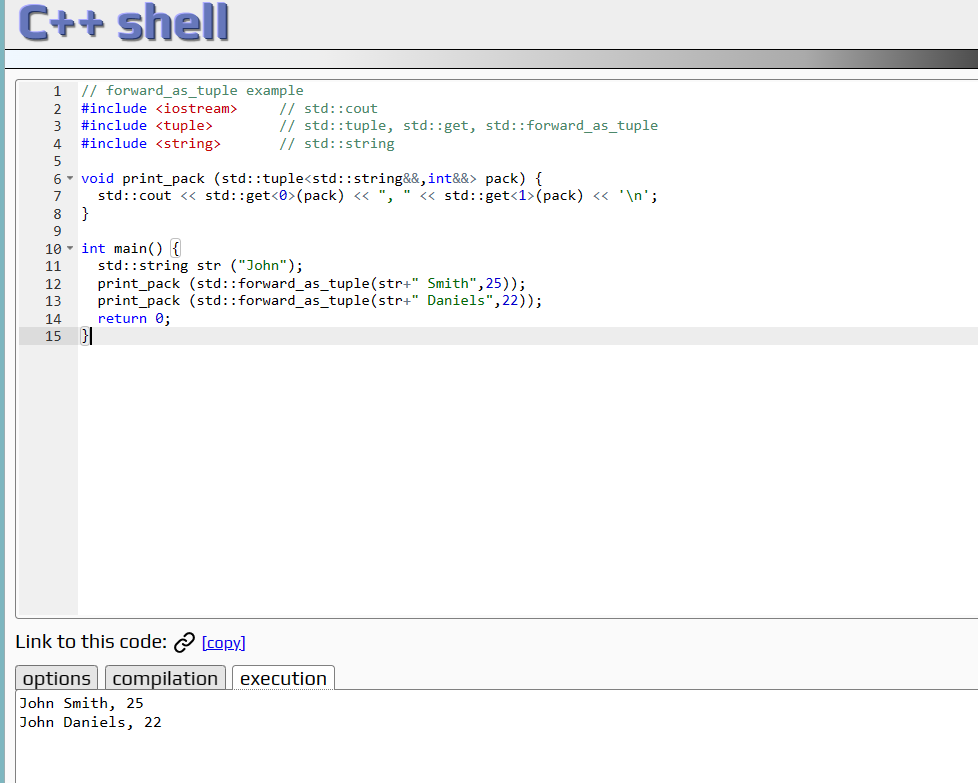 C++ shell
1 // forward_as_tuple example
2 #include <iostream>     // std::cout
3 #include <tuple>        // std::tuple, std::get, std::forward_as_tuple
4 #include <string>       // std::string
5
6 void print_pack (std::tuple<std::string&&,int&&> pack) {
7   std::cout << std::get<0>(pack) << ", " << std::get<1>(pack) << '\n';
8 }
9
10 int main() {
11   std::string str ("John");
12   print_pack (std::forward_as_tuple(str+" Smith",25));
13   print_pack (std::forward_as_tuple(str+" Daniels",22));
14   return 0;
15 }
Link to this code: [copy]
options compilation execution
John Smith, 25
John Daniels, 22